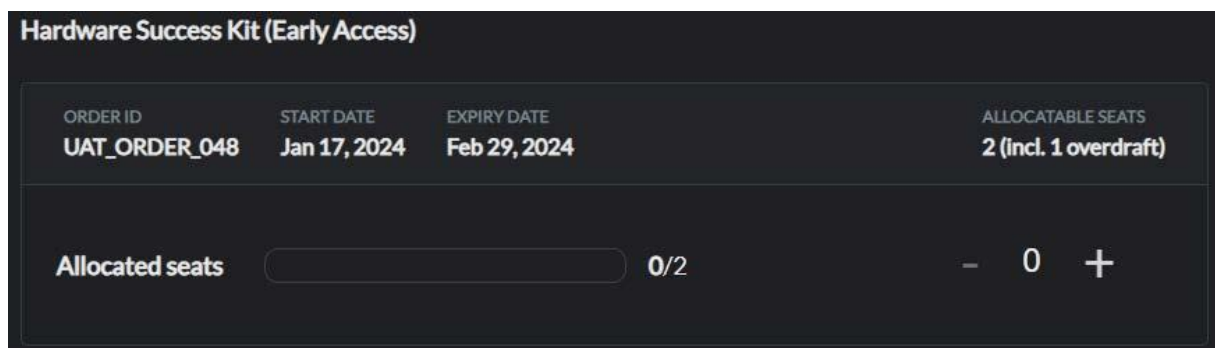 Hardware Success Kit (Early Access)
ORDER ID START DATE EXPIRY DATE ALLOCATABLE SEATS
UAT_ORDER_048 Jan 17, 2024 Feb 29, 2024 2 (incl. 1 overdraft)
Allocated seats 0/2 - 0 +